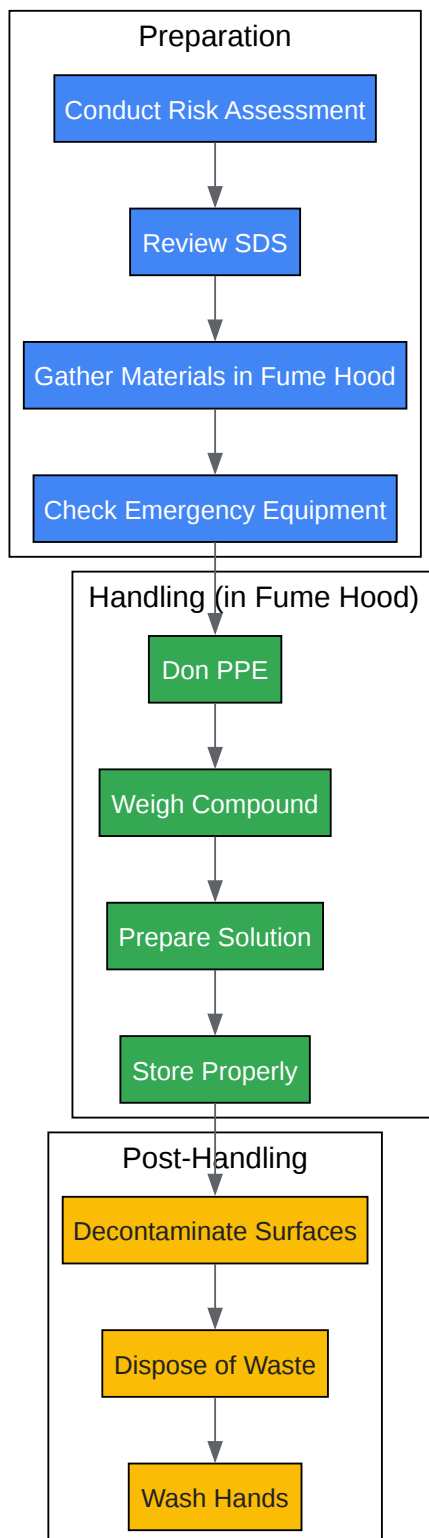 Preparation
Conduct Risk Assessment
Review SDS
Gather Materials in Fume Hood
Check Emergency Equipment
Handling (in Fume Hood)
Don PPE
Weigh Compound
Prepare Solution
Store Properly
Post-Handling
Decontaminate Surfaces
Dispose of Waste
Wash Hands